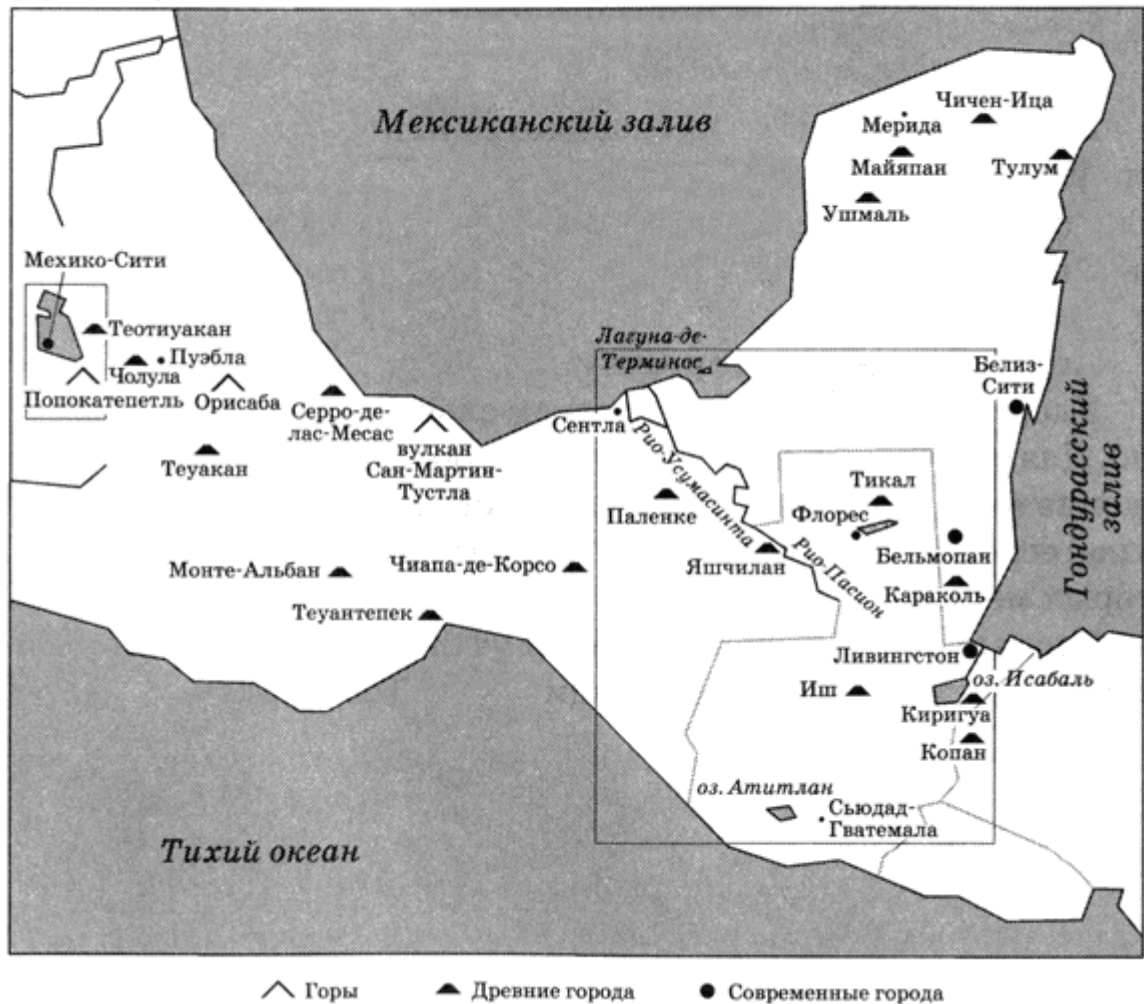 Мексиканский залив
Чичен-Ица
Мерида
Майяпан
Тулум
Ушмаль
Мехико-Сити
Теотиуакан
Пуэбла
Чолула
Попокатепетль
Орисаба
Серро-де-
лас-Месас
вулкан
Сан-Мартин-
Тустла
Теуакан
Лагуна-де-
Терминос
Сентла
Белиз-
Сити
Гондурасский
залив
Рио-Усумасинта
Паленке
Тикал
Флорес
Яшчилан
Рио-Пасион
Бельмопан
Караколь
Монте-Альбан
Чиапа-де-Корсо
Теуантепек
Ливингстон
оз. Исабаль
Иш
Киригуа
Копан
оз. Атитлан
Сьюдад-
Гватемала
Тихий океан
Горы
Древние города
Современные города